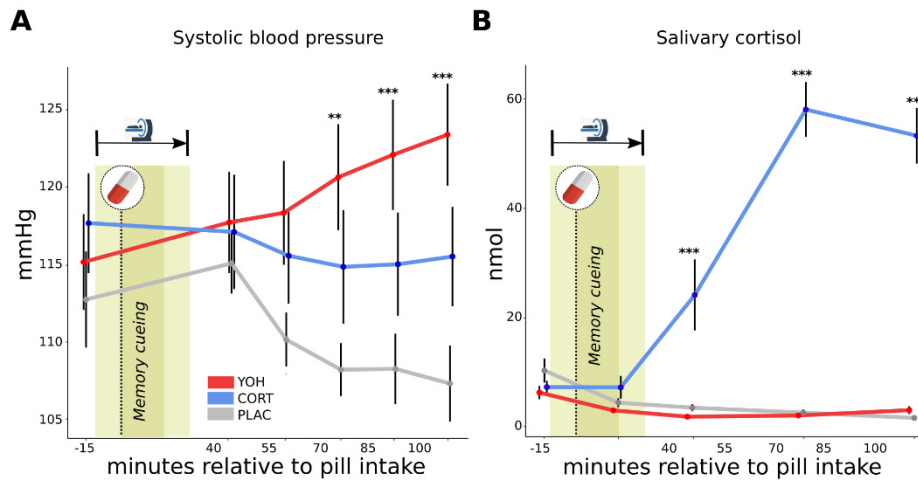 A
Systolic blood pressure
mmHg
125
120
115
110
105
**
***
***
Memory cueing
YOH
CORT
PLAC
-15
40
55
70
85
100
minutes relative to pill intake
B
Salivary cortisol
nmol
60
40
20
0
***
***
Memory cueing
-15
40
55
70
85
100
minutes relative to pill intake